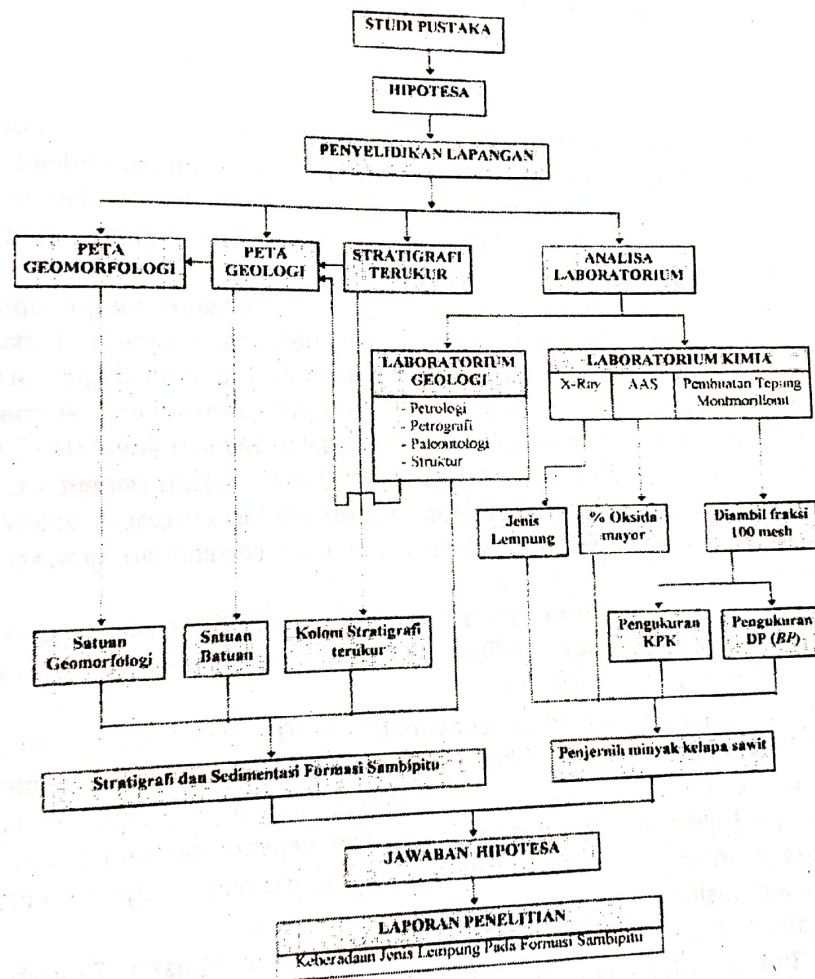 STUDI PUSTAKA
HIPOTESA
PENYELIDIKAN LAPANGAN
PETA
GEOMORFOLOGI
PETA
GEOLOGI
STRATIGRAFI
TERUKUR
ANALISA
LABORATORIUM
LABORATORIUM
GEOLOGI
- Petrologi
- Petrografi
- Paleontologi
- Struktur
LABORATORIUM KIMIA
X-Ray
AAS
Pembuatan Tepung
Montmorillonit
Jenis
Lempung
% Oksida
mayor
Diambil fraksi
100 mesh
Pengukuran
KPK
Pengukuran
DP (BP)
Satuan
Geomorfologi
Satuan
Batuan
Kolom Stratigrafi
terukur
Stratigrafi dan Sedimentasi Formasi Sambipitu
Penjernih minyak kelapa sawit
JAWABAN HIPOTESA
LAPORAN PENELITIAN
Keberadaan Jenis Lempung Pada Formasi Sambipitu